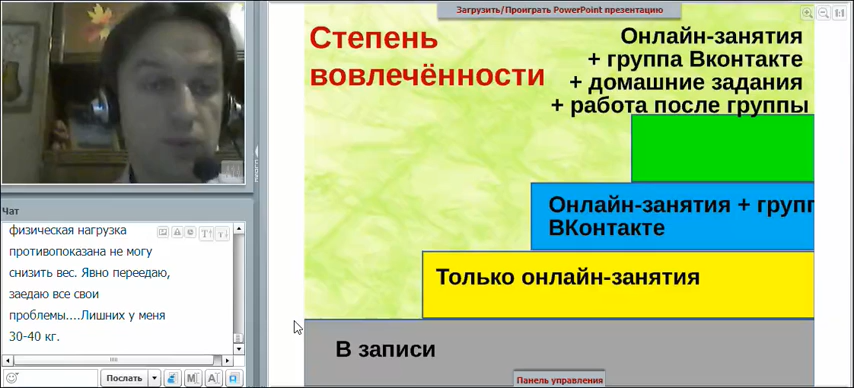 Загрузить/Проиграть PowerPoint презентацию
1:1
Степень
вовлечённости
Онлайн-занятия
+ группа Вконтакте
+ домашние задания
+ работа после группы
Онлайн-занятия + групп
ВКонтакте
Только онлайн-занятия
В записи
Панель управления
Чат
физическая нагрузка
противопоказана не могу
снизить вес. Явно переедаю,
заедаю все свои
проблемы....Лишних у меня
30-40 кг.
Послать